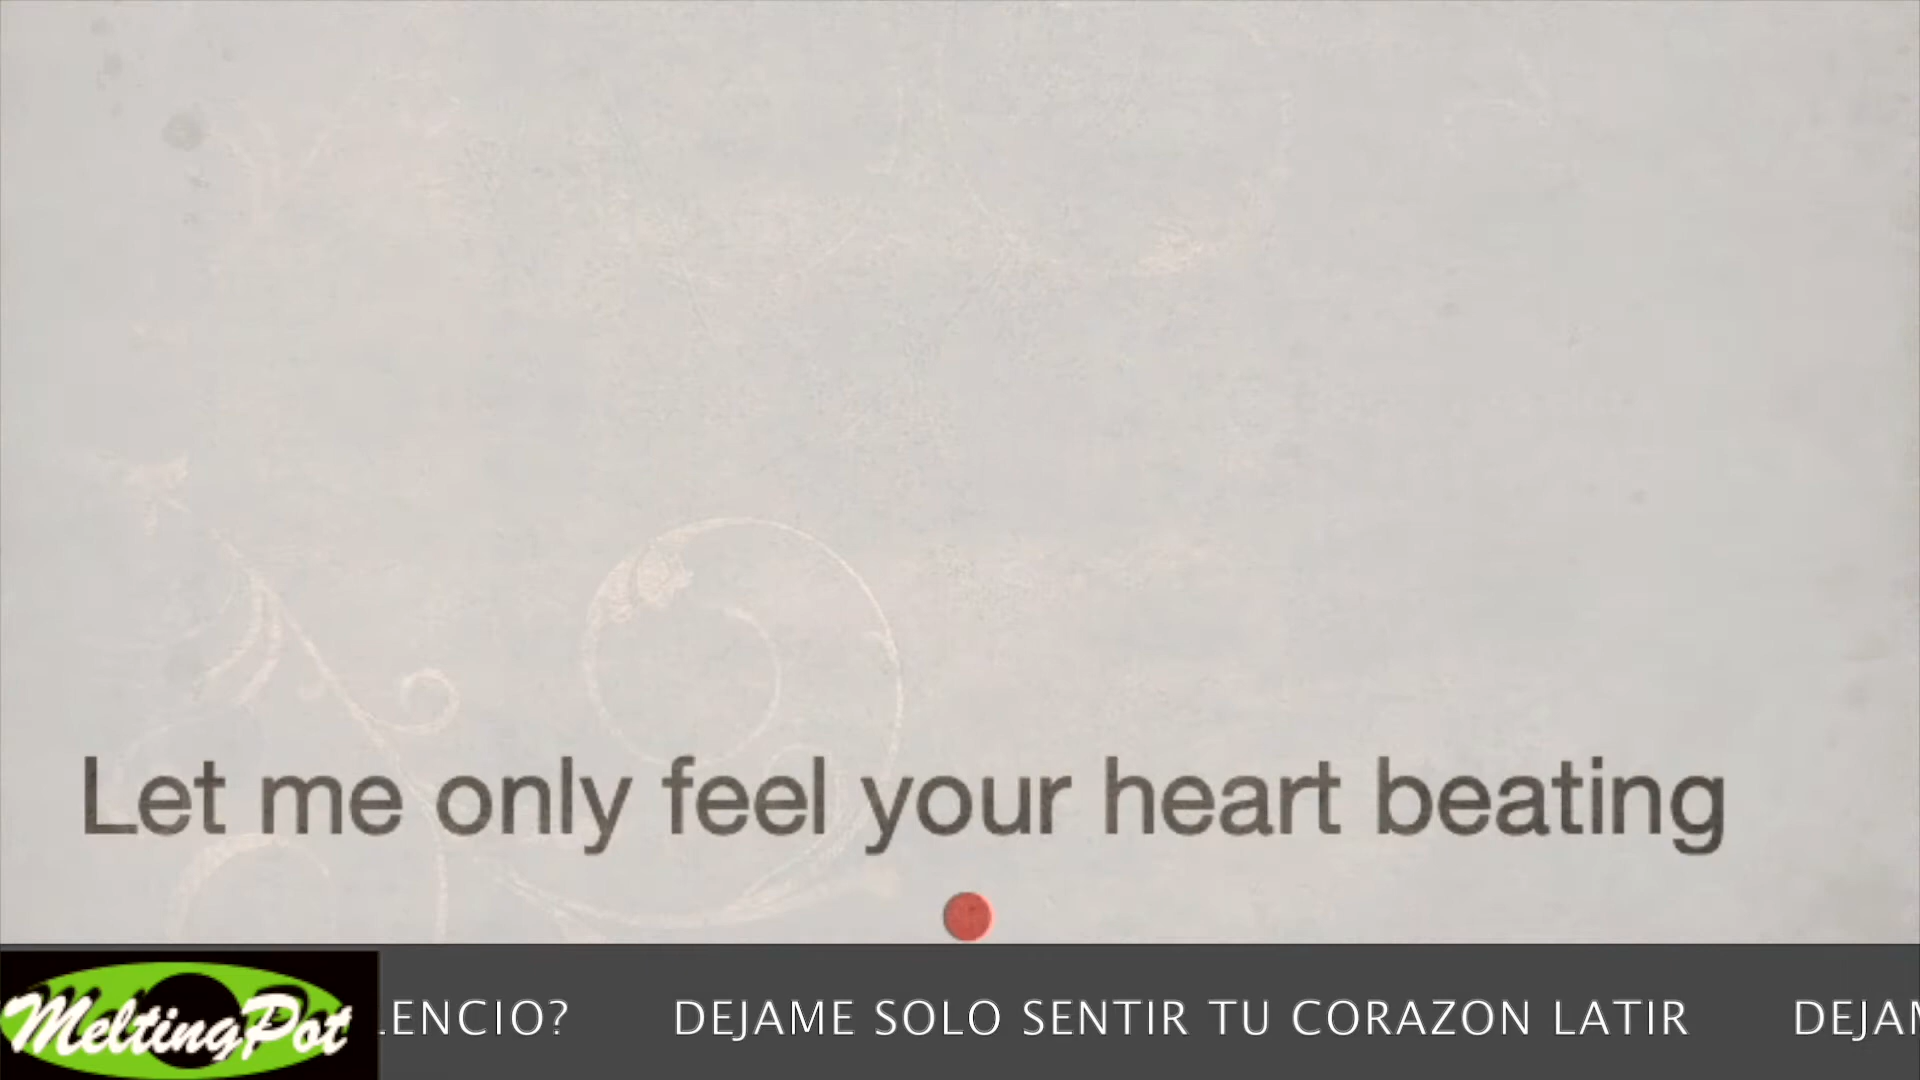 Let me only feel your heart beating
MeltingPot
LENCIO? DEJAME SOLO SENTIR TU CORAZON LATIR DEJAM